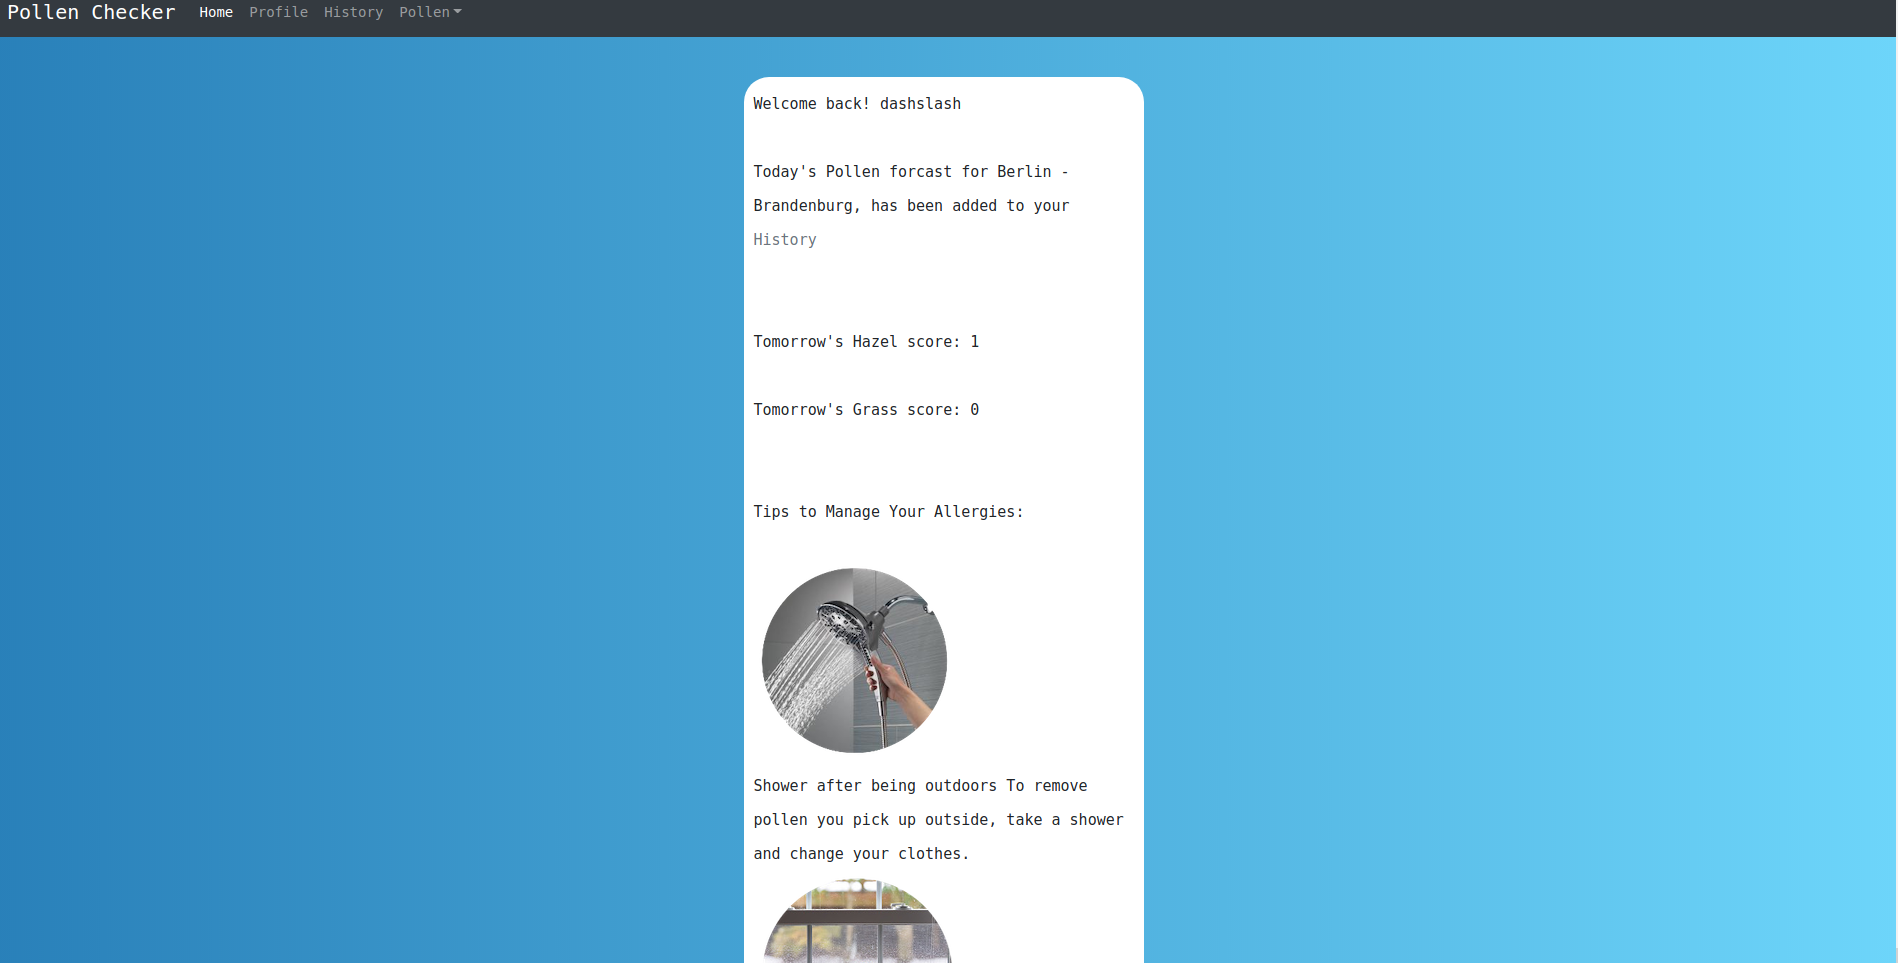 Pollen Checker Home Profile History Pollen
Welcome back! dashslash
Today's Pollen forcast for Berlin -
Brandenburg, has been added to your
History
Tomorrow's Hazel score: 1
Tomorrow's Grass score: 0
Tips to Manage Your Allergies:
Shower after being outdoors To remove
pollen you pick up outside, take a shower
and change your clothes.